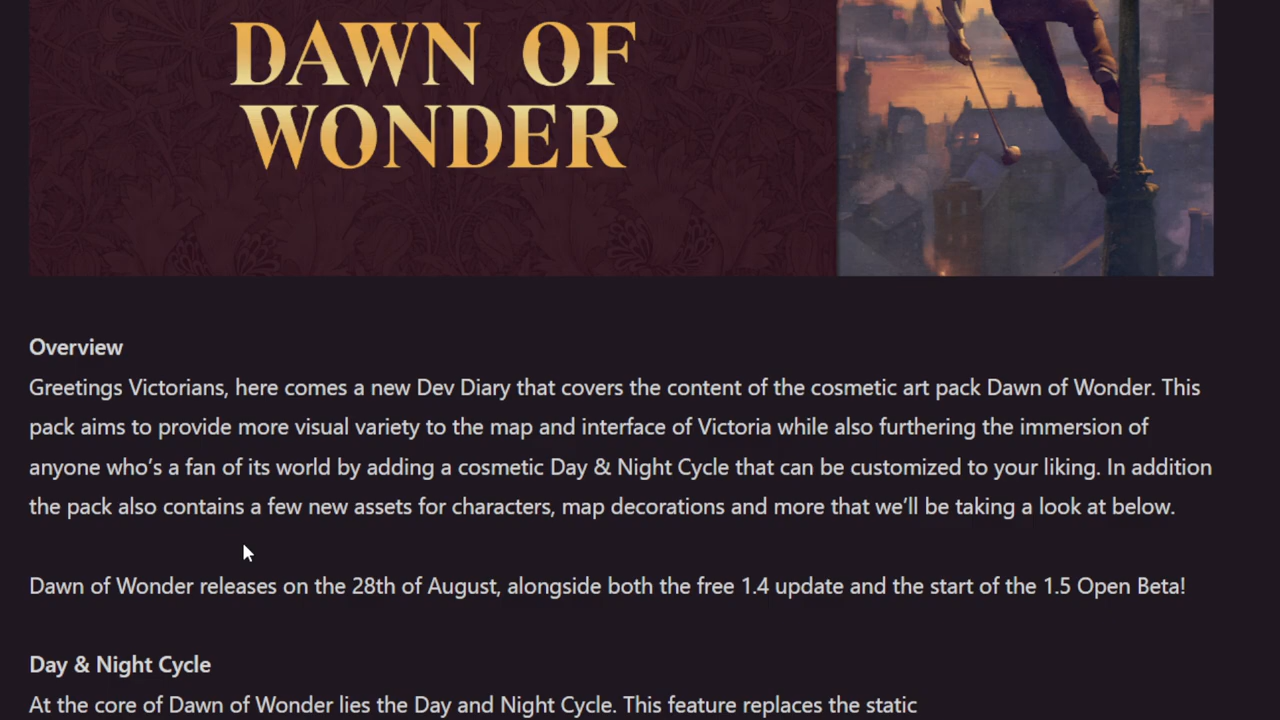 DAWN OF
WONDER
Overview
Greetings Victorians, here comes a new Dev Diary that covers the content of the cosmetic art pack Dawn of Wonder. This
pack aims to provide more visual variety to the map and interface of Victoria while also furthering the immersion of
anyone who’s a fan of its world by adding a cosmetic Day & Night Cycle that can be customized to your liking. In addition
the pack also contains a few new assets for characters, map decorations and more that we’ll be taking a look at below.
Dawn of Wonder releases on the 28th of August, alongside both the free 1.4 update and the start of the 1.5 Open Beta!
Day & Night Cycle
At the core of Dawn of Wonder lies the Day and Night Cycle. This feature replaces the static